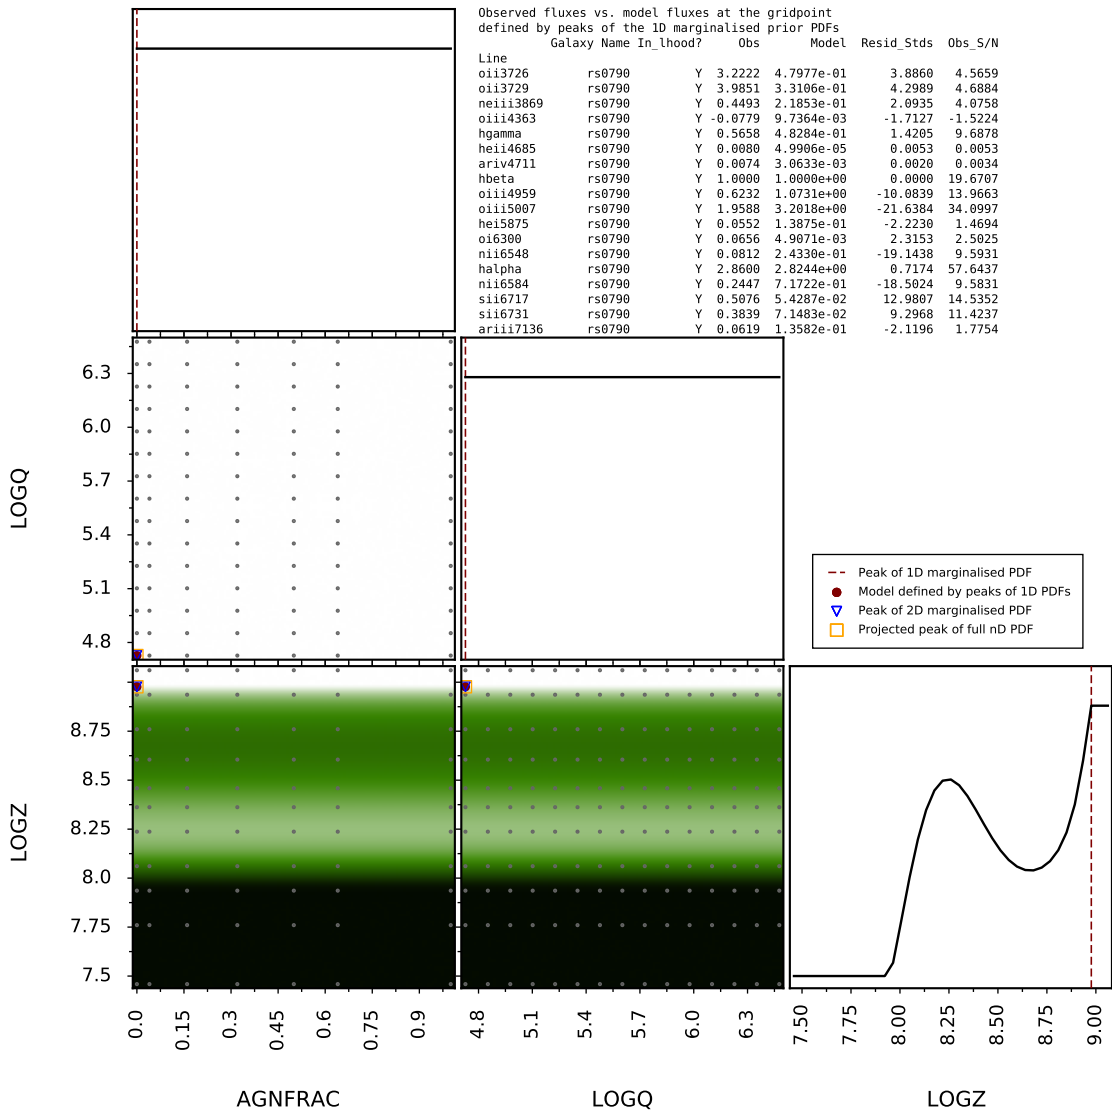 Observed fluxes vs. model fluxes at the gridpoint
defined by peaks of the 1D marginalised prior PDFs
Galaxy Name In_lhood? Obs Model Resid_Stds Obs_S/N
Line
oii3726 rs0790 Y 3.2222 4.7977e-01 3.8860 4.5659
oii3729 rs0790 Y 3.9851 3.3106e-01 4.2989 4.6884
neiii3869 rs0790 Y 0.4493 2.1853e-01 2.0935 4.0758
oiii4363 rs0790 Y -0.0779 9.7364e-03 -1.7127 -1.5224
hgamma rs0790 Y 0.5658 4.8284e-01 1.4205 9.6878
heii4685 rs0790 Y 0.0080 4.9906e-05 0.0053 0.0053
ariv4711 rs0790 Y 0.0074 3.0633e-03 0.0020 0.0034
hbeta rs0790 Y 1.0000 1.0000e+00 0.0000 19.6707
oiii4959 rs0790 Y 0.6232 1.0731e+00 -10.0839 13.9663
oiii5007 rs0790 Y 1.9588 3.2018e+00 -21.6384 34.0997
hei5875 rs0790 Y 0.0552 1.3875e-01 -2.2230 1.4694
oi6300 rs0790 Y 0.0656 4.9071e-03 2.3153 2.5025
nii6548 rs0790 Y 0.0812 2.4330e-01 -19.1438 9.5931
halpha rs0790 Y 2.8600 2.8244e+00 0.7174 57.6437
nii6584 rs0790 Y 0.2447 7.1722e-01 -18.5024 9.5831
sii6717 rs0790 Y 0.5076 5.4287e-02 12.9807 14.5352
sii6731 rs0790 Y 0.3839 7.1483e-02 9.2968 11.4237
ariii7136 rs0790 Y 0.0619 1.3582e-01 -2.1196 1.7754
6.3
6.0
5.7
5.4
5.1
4.8
LOGQ
Peak of 1D marginalised PDF
Model defined by peaks of 1D PDFs
Peak of 2D marginalised PDF
Projected peak of full nD PDF
8.75
8.5
8.25
8.0
7.75
7.5
LOGZ
0.0 0.15 0.3 0.45 0.6 0.75 0.9
4.8 5.1 5.4 5.7 6.0 6.3
7.50 7.75 8.00 8.25 8.50 8.75 9.00
AGNFRAC LOGQ LOGZ